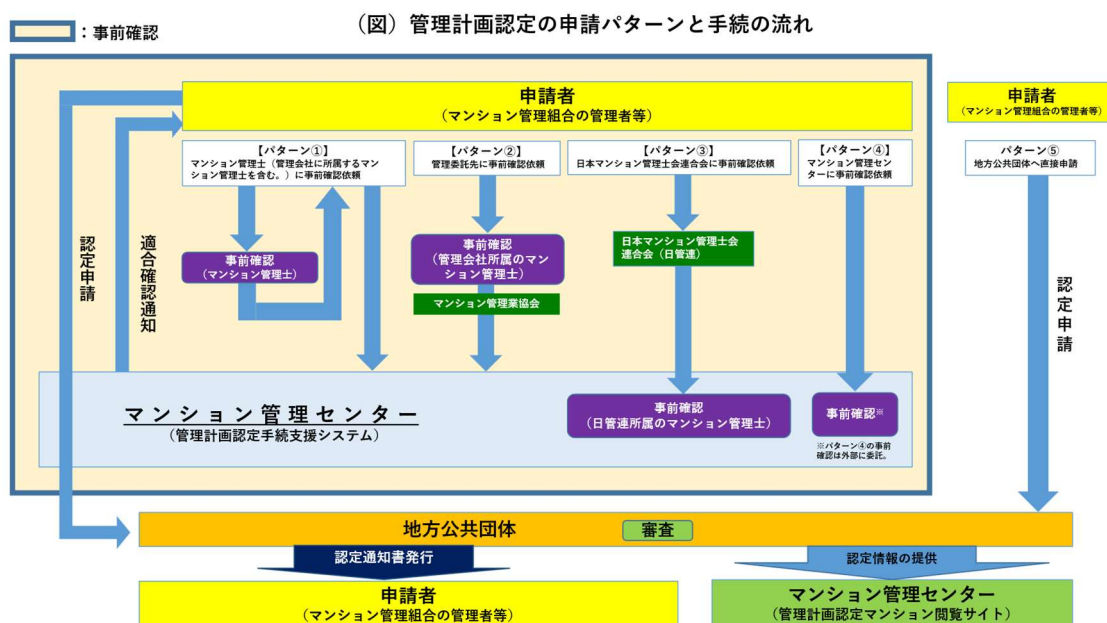 （図）管理計画認定の申請パターンと手続の流れ
：事前確認
申請者
（マンション管理組合の管理者等）
申請者
（マンション管理組合の管理者等）
【パターン①】
マンション管理士（管理会社に所属するマン
ション管理士を含む。）に事前確認依頼
【パターン②】
管理委託先に事前確認依頼
【パターン③】
日本マンション管理士会連合会に事前確認依頼
【パターン④】
マンション管理セン
ターに事前確認依頼
パターン⑤
地方公共団体へ直接申請
認定申請
適合確認通知
事前確認
（マンション管理士）
事前確認
（管理会社所属のマン
ション管理士）
マンション管理業協会
日本マンション管理士会
連合会（日管連）
認定申請
マンション管理センター
（管理計画認定手続支援システム）
事前確認
（日管連所属のマンション管理士）
事前確認※
※パターン④の事前
確認は外部に委託。
地方公共団体
審査
認定通知書発行
認定情報の提供
申請者
（マンション管理組合の管理者等）
マンション管理センター
（管理計画認定マンション閲覧サイト）